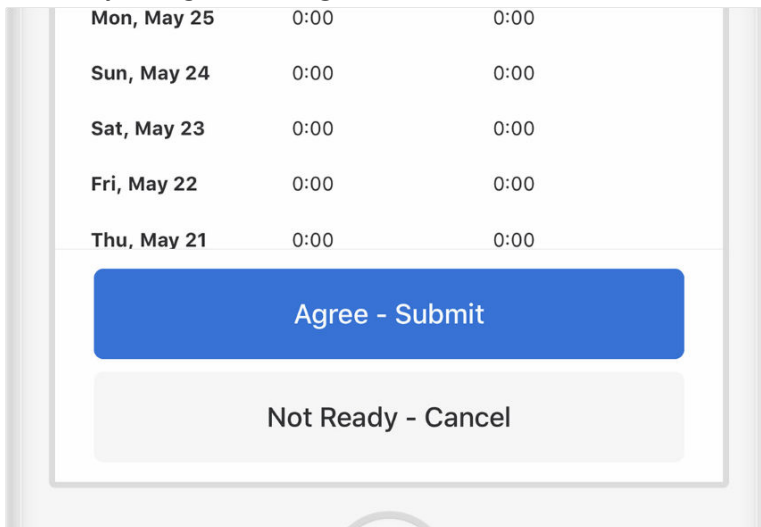 Mon, May 25 0:00 0:00
Sun, May 24 0:00 0:00
Sat, May 23 0:00 0:00
Fri, May 22 0:00 0:00
Thu, May 21 0:00 0:00
Agree - Submit
Not Ready - Cancel